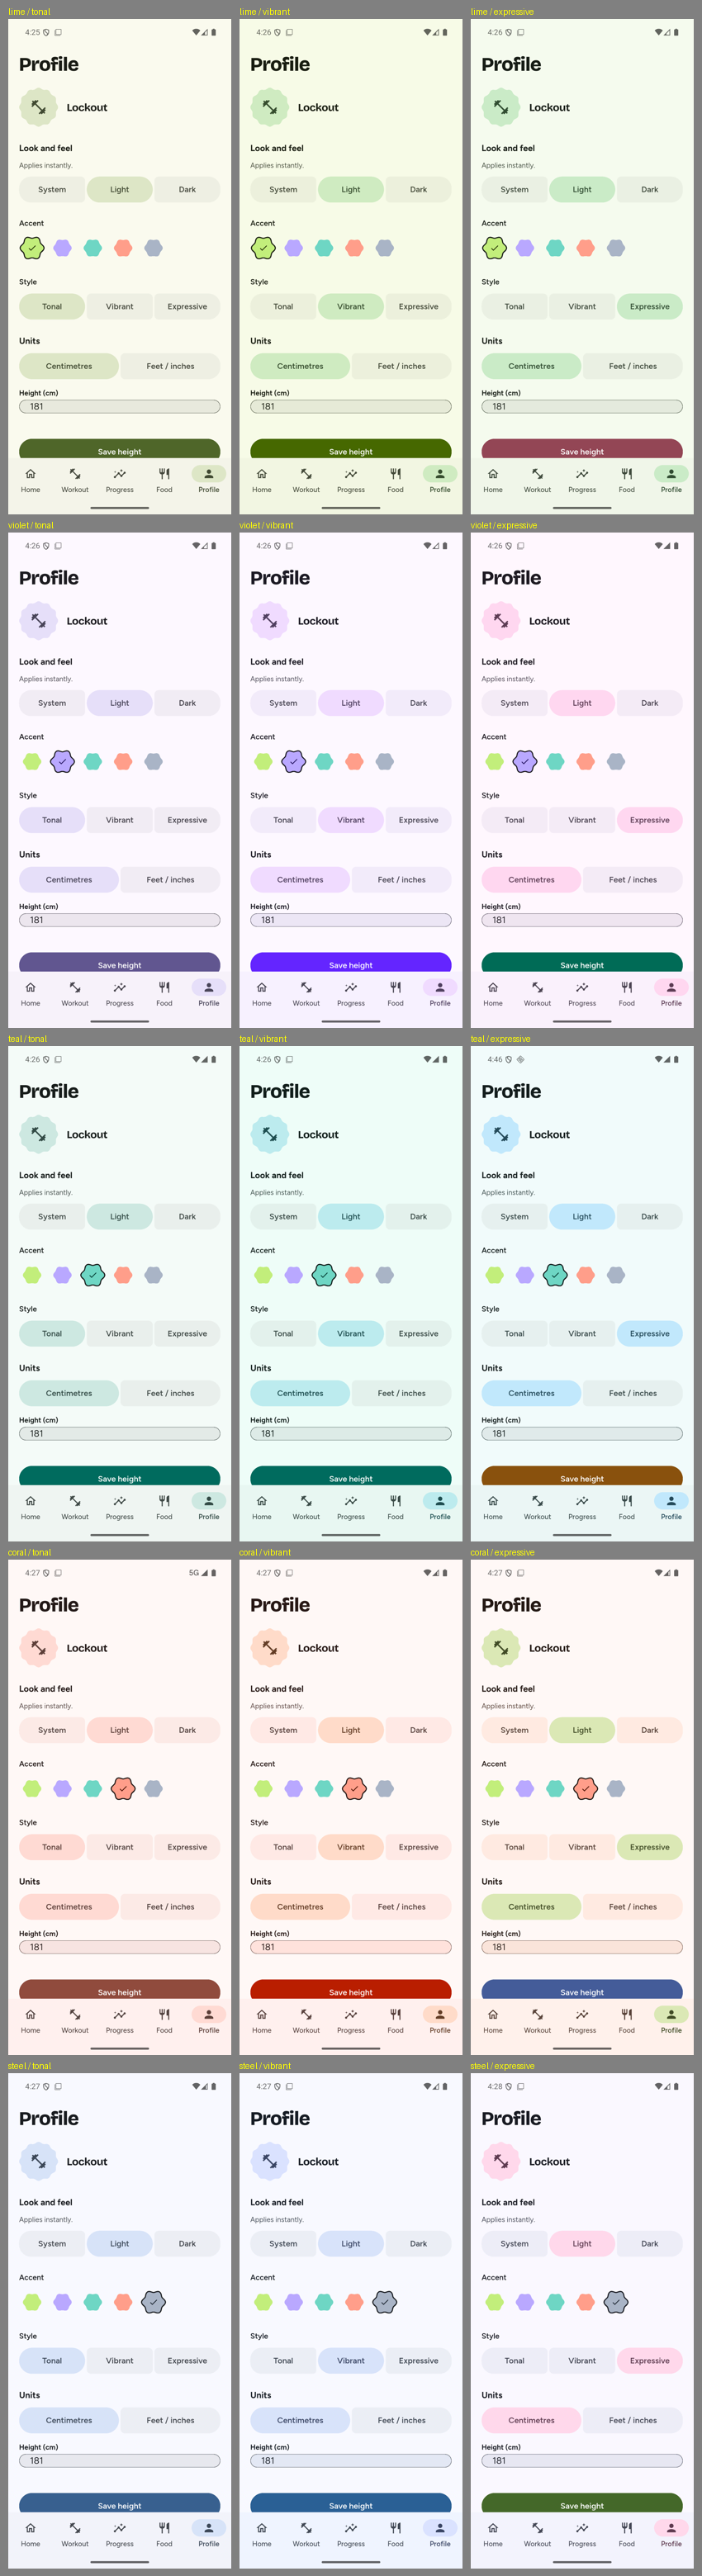 lime / tonal
lime / vibrant
lime / expressive
4:25
4:26
4:26
Profile
Profile
Profile
Lockout
Lockout
Lockout
Look and feel
Look and feel
Look and feel
Applies instantly.
Applies instantly.
Applies instantly.
System Light Dark
System Light Dark
System Light Dark
Accent
Accent
Accent
Style
Style
Style
Tonal Vibrant Expressive
Tonal Vibrant Expressive
Tonal Vibrant Expressive
Units
Units
Units
Centimetres Feet / inches
Centimetres Feet / inches
Centimetres Feet / inches
Height (cm)
Height (cm)
Height (cm)
181
181
181
Save height
Save height
Save height
Home Workout Progress Food Profile
Home Workout Progress Food Profile
Home Workout Progress Food Profile
violet / tonal
violet / vibrant
violet / expressive
4:26
4:26
4:26
Profile
Profile
Profile
Lockout
Lockout
Lockout
Look and feel
Look and feel
Look and feel
Applies instantly.
Applies instantly.
Applies instantly.
System Light Dark
System Light Dark
System Light Dark
Accent
Accent
Accent
Style
Style
Style
Tonal Vibrant Expressive
Tonal Vibrant Expressive
Tonal Vibrant Expressive
Units
Units
Units
Centimetres Feet / inches
Centimetres Feet / inches
Centimetres Feet / inches
Height (cm)
Height (cm)
Height (cm)
181
181
181
Save height
Save height
Save height
Home Workout Progress Food Profile
Home Workout Progress Food Profile
Home Workout Progress Food Profile
teal / tonal
teal / vibrant
teal / expressive
4:26
4:26
4:46
Profile
Profile
Profile
Lockout
Lockout
Lockout
Look and feel
Look and feel
Look and feel
Applies instantly.
Applies instantly.
Applies instantly.
System Light Dark
System Light Dark
System Light Dark
Accent
Accent
Accent
Style
Style
Style
Tonal Vibrant Expressive
Tonal Vibrant Expressive
Tonal Vibrant Expressive
Units
Units
Units
Centimetres Feet / inches
Centimetres Feet / inches
Centimetres Feet / inches
Height (cm)
Height (cm)
Height (cm)
181
181
181
Save height
Save height
Save height
Home Workout Progress Food Profile
Home Workout Progress Food Profile
Home Workout Progress Food Profile
coral / tonal
coral / vibrant
coral / expressive
4:27 5G
4:27
4:27
Profile
Profile
Profile
Lockout
Lockout
Lockout
Look and feel
Look and feel
Look and feel
Applies instantly.
Applies instantly.
Applies instantly.
System Light Dark
System Light Dark
System Light Dark
Accent
Accent
Accent
Style
Style
Style
Tonal Vibrant Expressive
Tonal Vibrant Expressive
Tonal Vibrant Expressive
Units
Units
Units
Centimetres Feet / inches
Centimetres Feet / inches
Centimetres Feet / inches
Height (cm)
Height (cm)
Height (cm)
181
181
181
Save height
Save height
Save height
Home Workout Progress Food Profile
Home Workout Progress Food Profile
Home Workout Progress Food Profile
steel / tonal
steel / vibrant
steel / expressive
4:27
4:27
4:28
Profile
Profile
Profile
Lockout
Lockout
Lockout
Look and feel
Look and feel
Look and feel
Applies instantly.
Applies instantly.
Applies instantly.
System Light Dark
System Light Dark
System Light Dark
Accent
Accent
Accent
Style
Style
Style
Tonal Vibrant Expressive
Tonal Vibrant Expressive
Tonal Vibrant Expressive
Units
Units
Units
Centimetres Feet / inches
Centimetres Feet / inches
Centimetres Feet / inches
Height (cm)
Height (cm)
Height (cm)
181
181
181
Save height
Save height
Save height
Home Workout Progress Food Profile
Home Workout Progress Food Profile
Home Workout Progress Food Profile